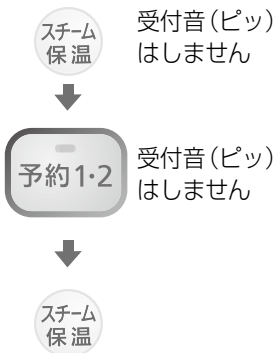 スチーム
保温
受付音(ピッ)
はしません
予約1・2
受付音(ピッ)
はしません
スチーム
保温